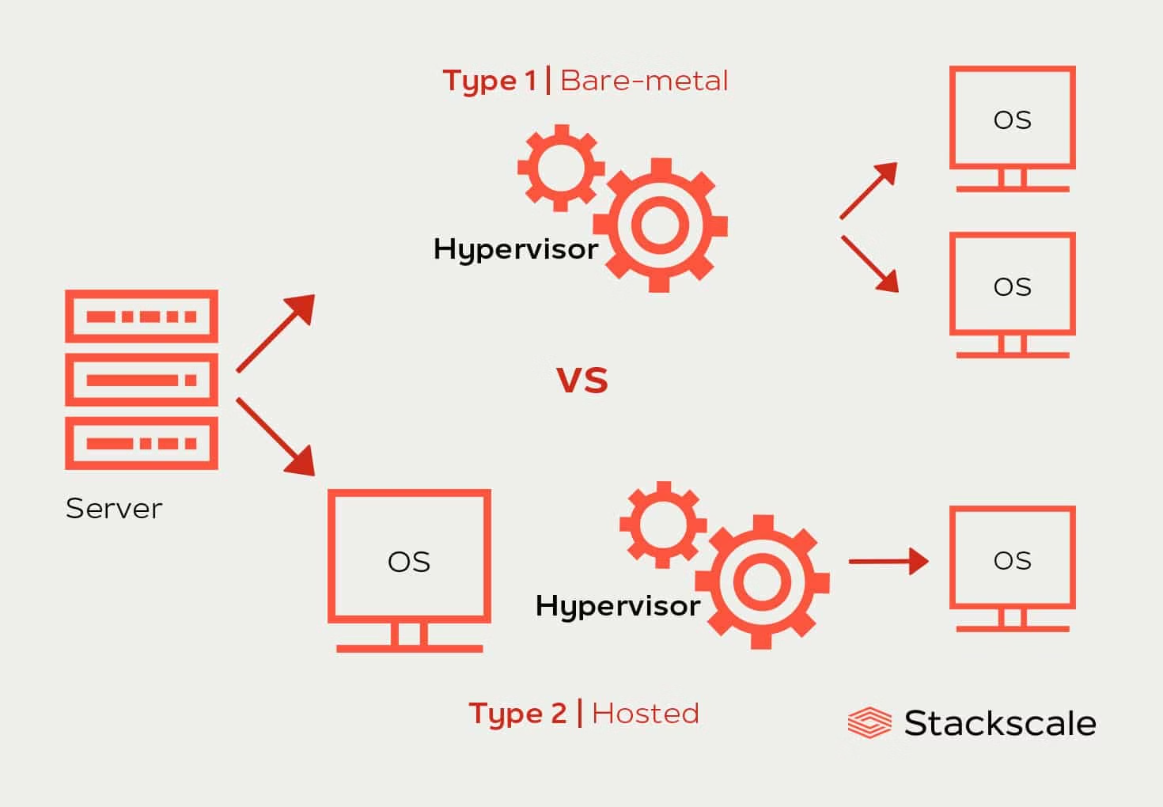 Type 1 | Bare-metal
OS
Hypervisor
OS
vs
Server
OS
Hypervisor
OS
Type 2 | Hosted
Stackscale